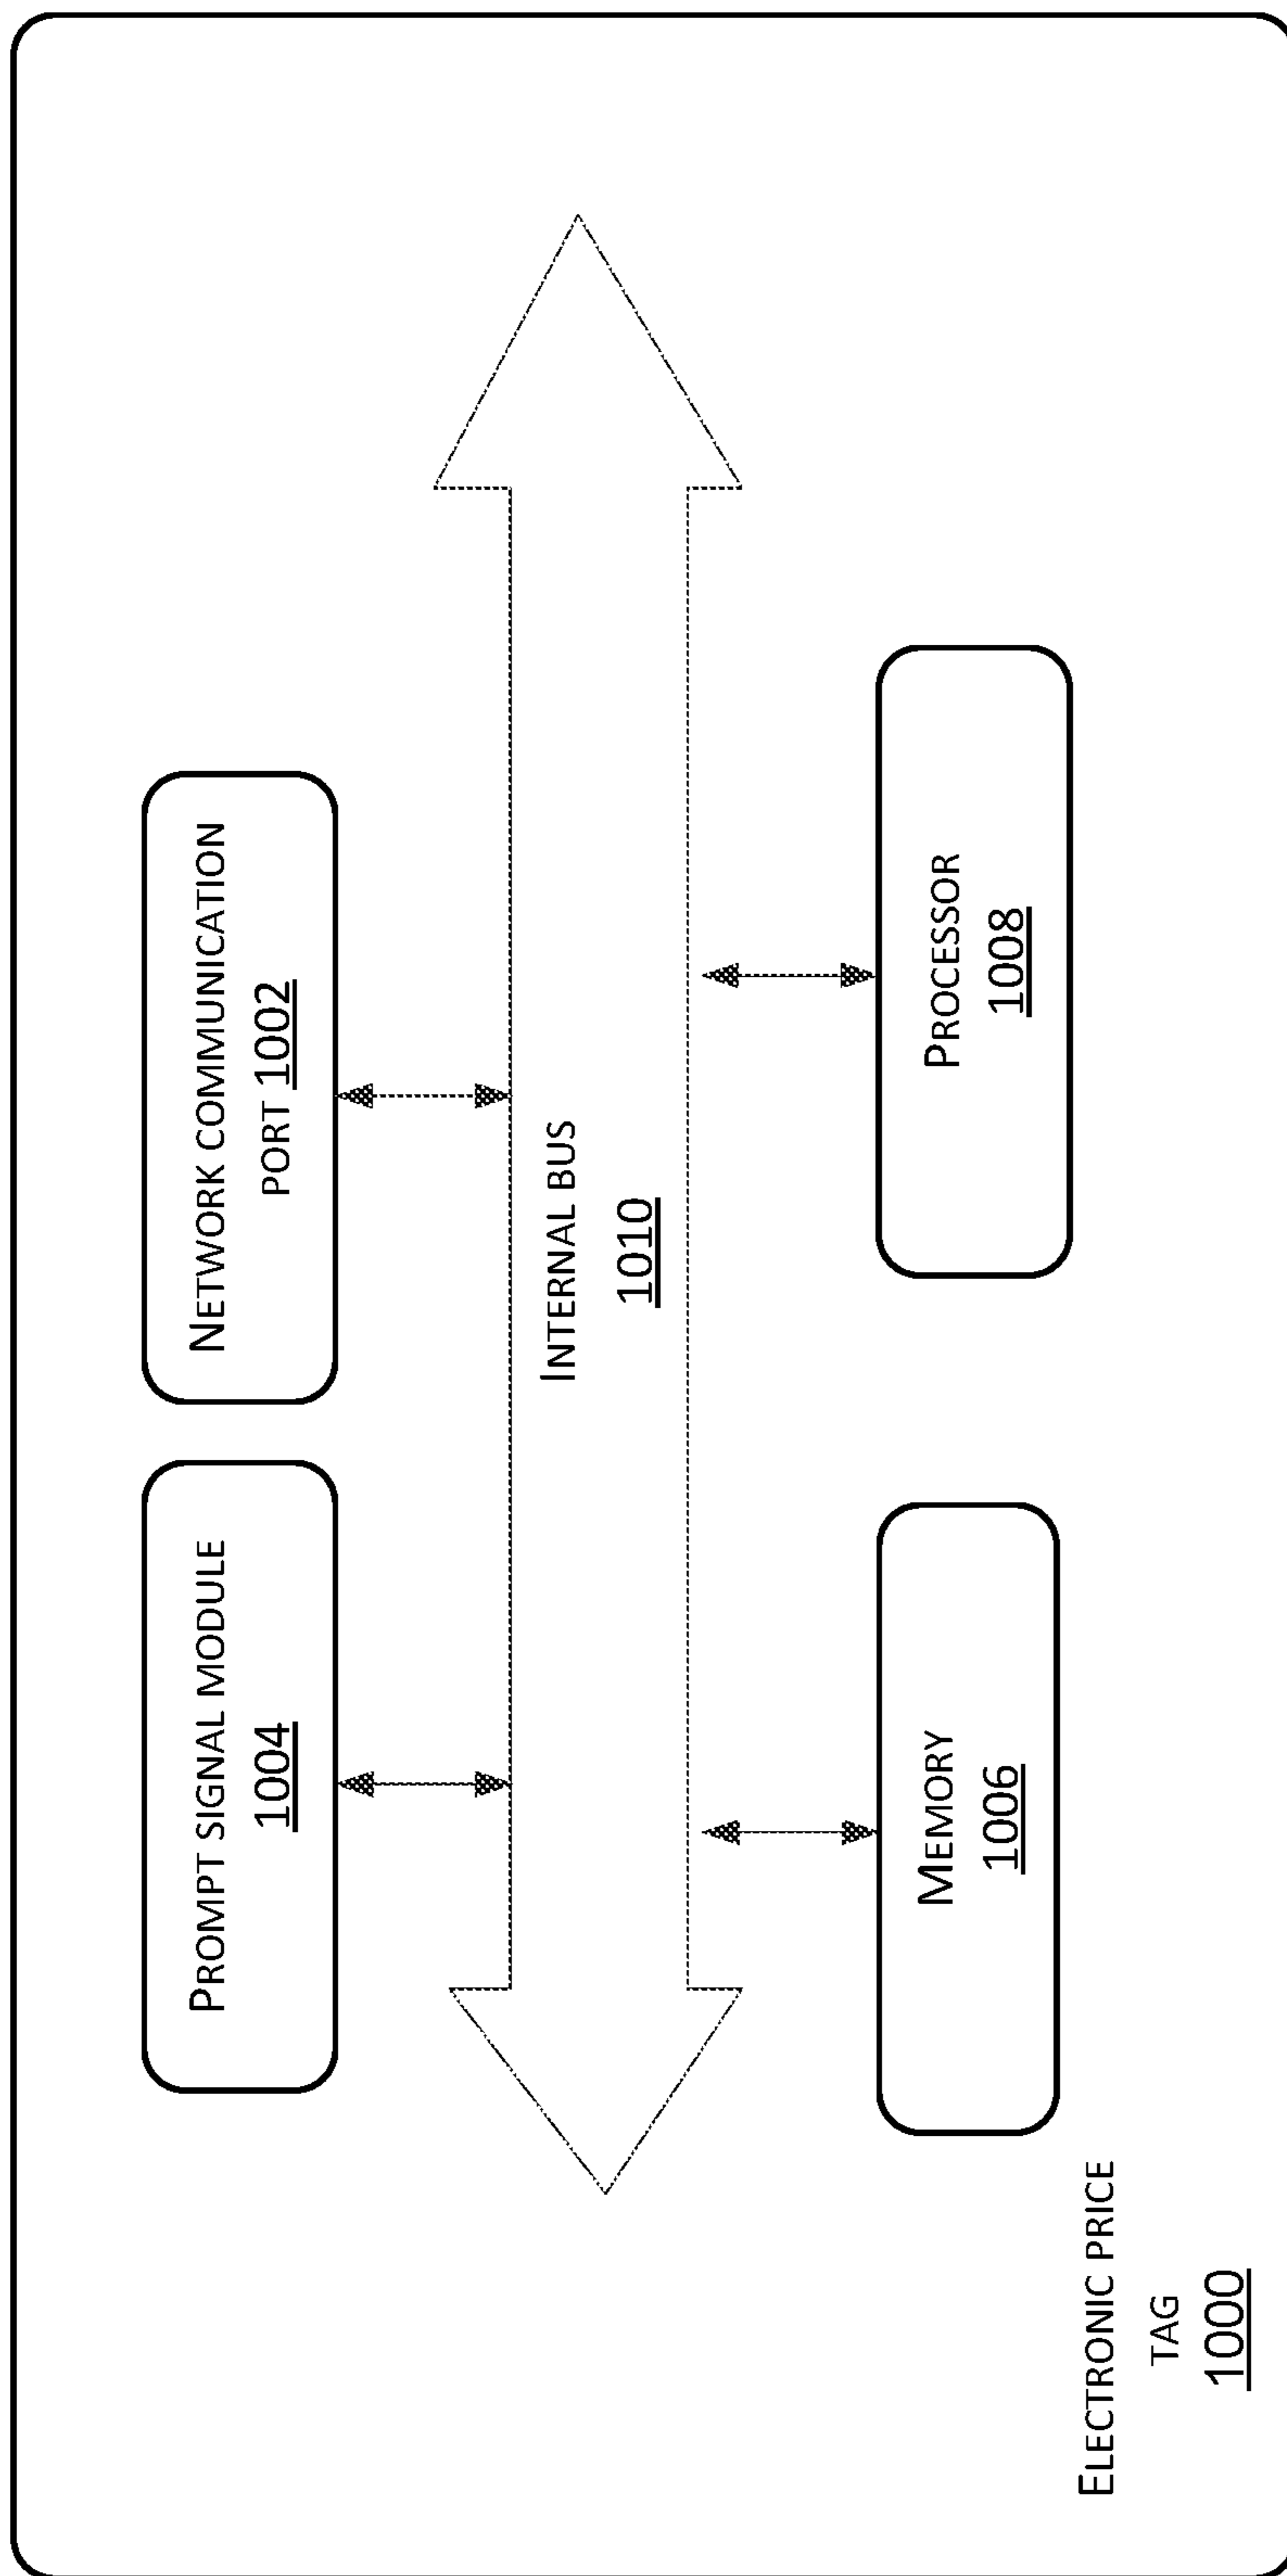 Prompt signal module
1004
Network communication
port 1002
Internal bus
1010
Memory
1006
Processor
1008
Electronic price
tag
1000